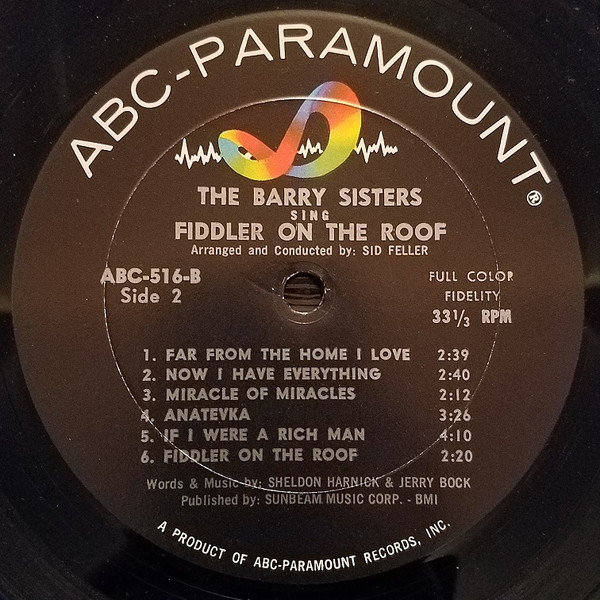 ABC-PARAMOUNT®
THE BARRY SISTERS
SING
FIDDLER ON THE ROOF
Arranged and Conducted by: SID FELLER
ABC-516-B
Side 2
FULL COLOR
FIDELITY
33 1/3 RPM
1. FAR FROM THE HOME I LOVE 2:39
2. NOW I HAVE EVERYTHING 2:40
3. MIRACLE OF MIRACLES 2:12
4. ANATEVKA 3:26
5. IF I WERE A RICH MAN 4:10
6. FIDDLER ON THE ROOF 2:20
Words & Music by: SHELDON HARNICK & JERRY BOCK
Published by: SUNBEAM MUSIC CORP. - BMI
A PRODUCT OF ABC-PARAMOUNT RECORDS, INC.